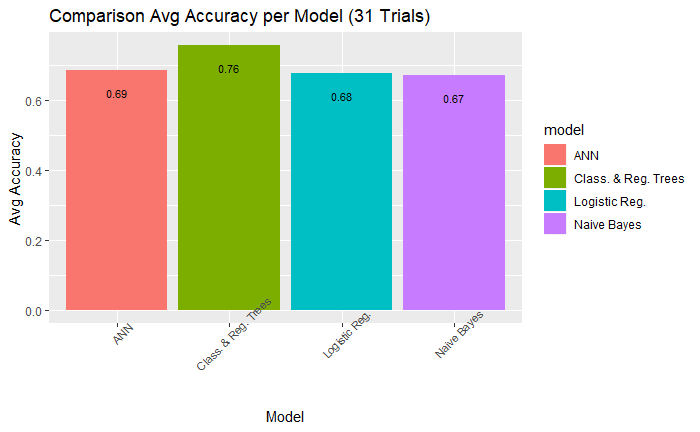 Comparison Avg Accuracy per Model (31 Trials)
Avg Accuracy
0.6
0.4
0.2
0.0
0.69
0.76
0.68
0.67
ANN
Class. & Reg. Trees
Logistic Reg.
Naive Bayes
Model
model
ANN
Class. & Reg. Trees
Logistic Reg.
Naive Bayes